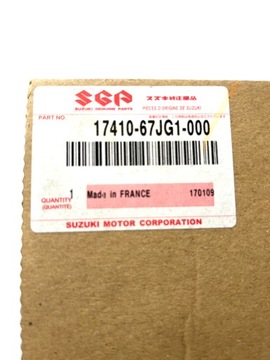 SGP スズキ純正部品
SUZUKI GENUINE PARTS PIECES D'ORIGINE DE SUZUKI
PART NO.
17410-67JG1-000
1 Made in FRANCE 170109
QUANTITY
(QUANTITE)
SUZUKI MOTOR CORPORATION